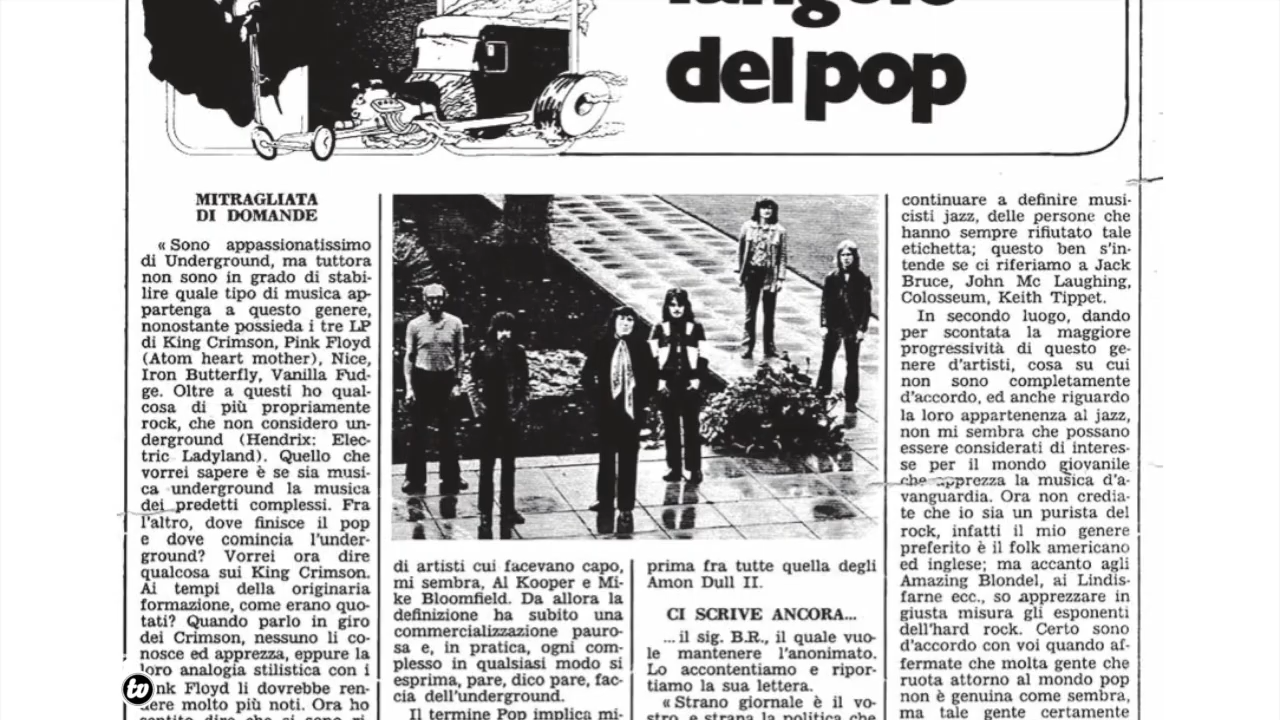 l'angolo
del pop
MITRAGLIATA
DI DOMANDE
« Sono appassionatissimo
di Underground, ma tuttora
non sono in grado di stabi-
lire quale tipo di musica ap-
partenga a questo genere,
nonostante possieda i tre LP
di King Crimson, Pink Floyd
(Atom heart mother), Nice,
Iron Butterfly, Vanilla Fud-
ge. Oltre a questi ho qual-
cosa di più propriamente
rock, che non considero un-
derground (Hendrix: Elec-
tric Ladyland). Quello che
vorrei sapere è se sia musi-
ca underground la musica
dei predetti complessi. Fra
l'altro, dove finisce il pop
e dove comincia l'under-
ground? Vorrei ora dire
qualcosa sui King Crimson.
Ai tempi della originaria
formazione, come erano quo-
tati? Quando parlo in giro
dei Crimson, nessuno li co-
nosce ed apprezza, eppure la
loro analogia stilistica con i
nk Floyd li dovrebbe ren-
dere molto più noti. Ora ho
sentito dire che si sono ri-
di artisti cui facevano capo,
mi sembra, Al Kooper e Mi-
ke Bloomfield. Da allora la
definizione ha subito una
commercializzazione pauro-
sa e, in pratica, ogni com-
plesso in qualsiasi modo si
esprima, pare, dico pare, fac-
cia dell'underground.
Il termine Pop implica mi-
prima fra tutte quella degli
Amon Dull II.
CI SCRIVE ANCORA...
...il sig. B.R., il quale vuo-
le mantenere l'anonimato.
Lo accontentiamo e ripor-
tiamo la sua lettera.
« Strano giornale è il vo-
stro, e strana la politica che
continuare a definire musi-
cisti jazz, delle persone che
hanno sempre rifiutato tale
etichetta; questo ben s'in-
tende se ci riferiamo a Jack
Bruce, John Mc Laughing,
Colosseum, Keith Tippet.
In secondo luogo, dando
per scontata la maggiore
progressività di questo ge-
nere d'artisti, cosa su cui
non sono completamente
d'accordo, ed anche riguardo
la loro appartenenza al jazz,
non mi sembra che possano
essere considerati di interes-
se per il mondo giovanile
che apprezza la musica d'a-
vanguardia. Ora non credia-
te che io sia un purista del
rock, infatti il mio genere
preferito è il folk americano
ed inglese; ma accanto agli
Amazing Blondel, ai Lindis-
farne ecc., so apprezzare in
giusta misura gli esponenti
dell'hard rock. Certo sono
d'accordo con voi quando af-
fermate che molta gente che
ruota attorno al mondo pop
non è genuina come sembra,
ma tale gente certamente
tv